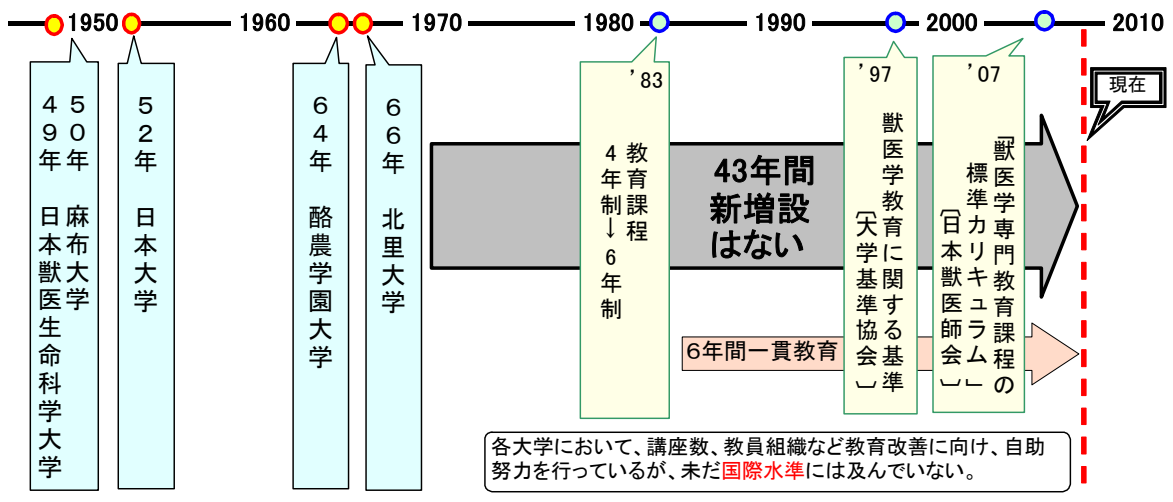 1950 1960 1970 1980 1990 2000 2010
現在
50年 麻布大学
49年 日本獣医生命科学大学
52年 日本大学
64年 酪農学園大学
66年 北里大学
'83
教育課程
4年制→6年制
43年間
新増設
はない
'97
獣医学教育に関する基準
〔大学基準協会〕
'07
「獣医学専門教育課程の
標準カリキュラム」
〔日本獣医師会〕
6年間一貫教育
各大学において、講座数、教員組織など教育改善に向け、自助
努力を行っているが、未だ国際水準には及んでいない。